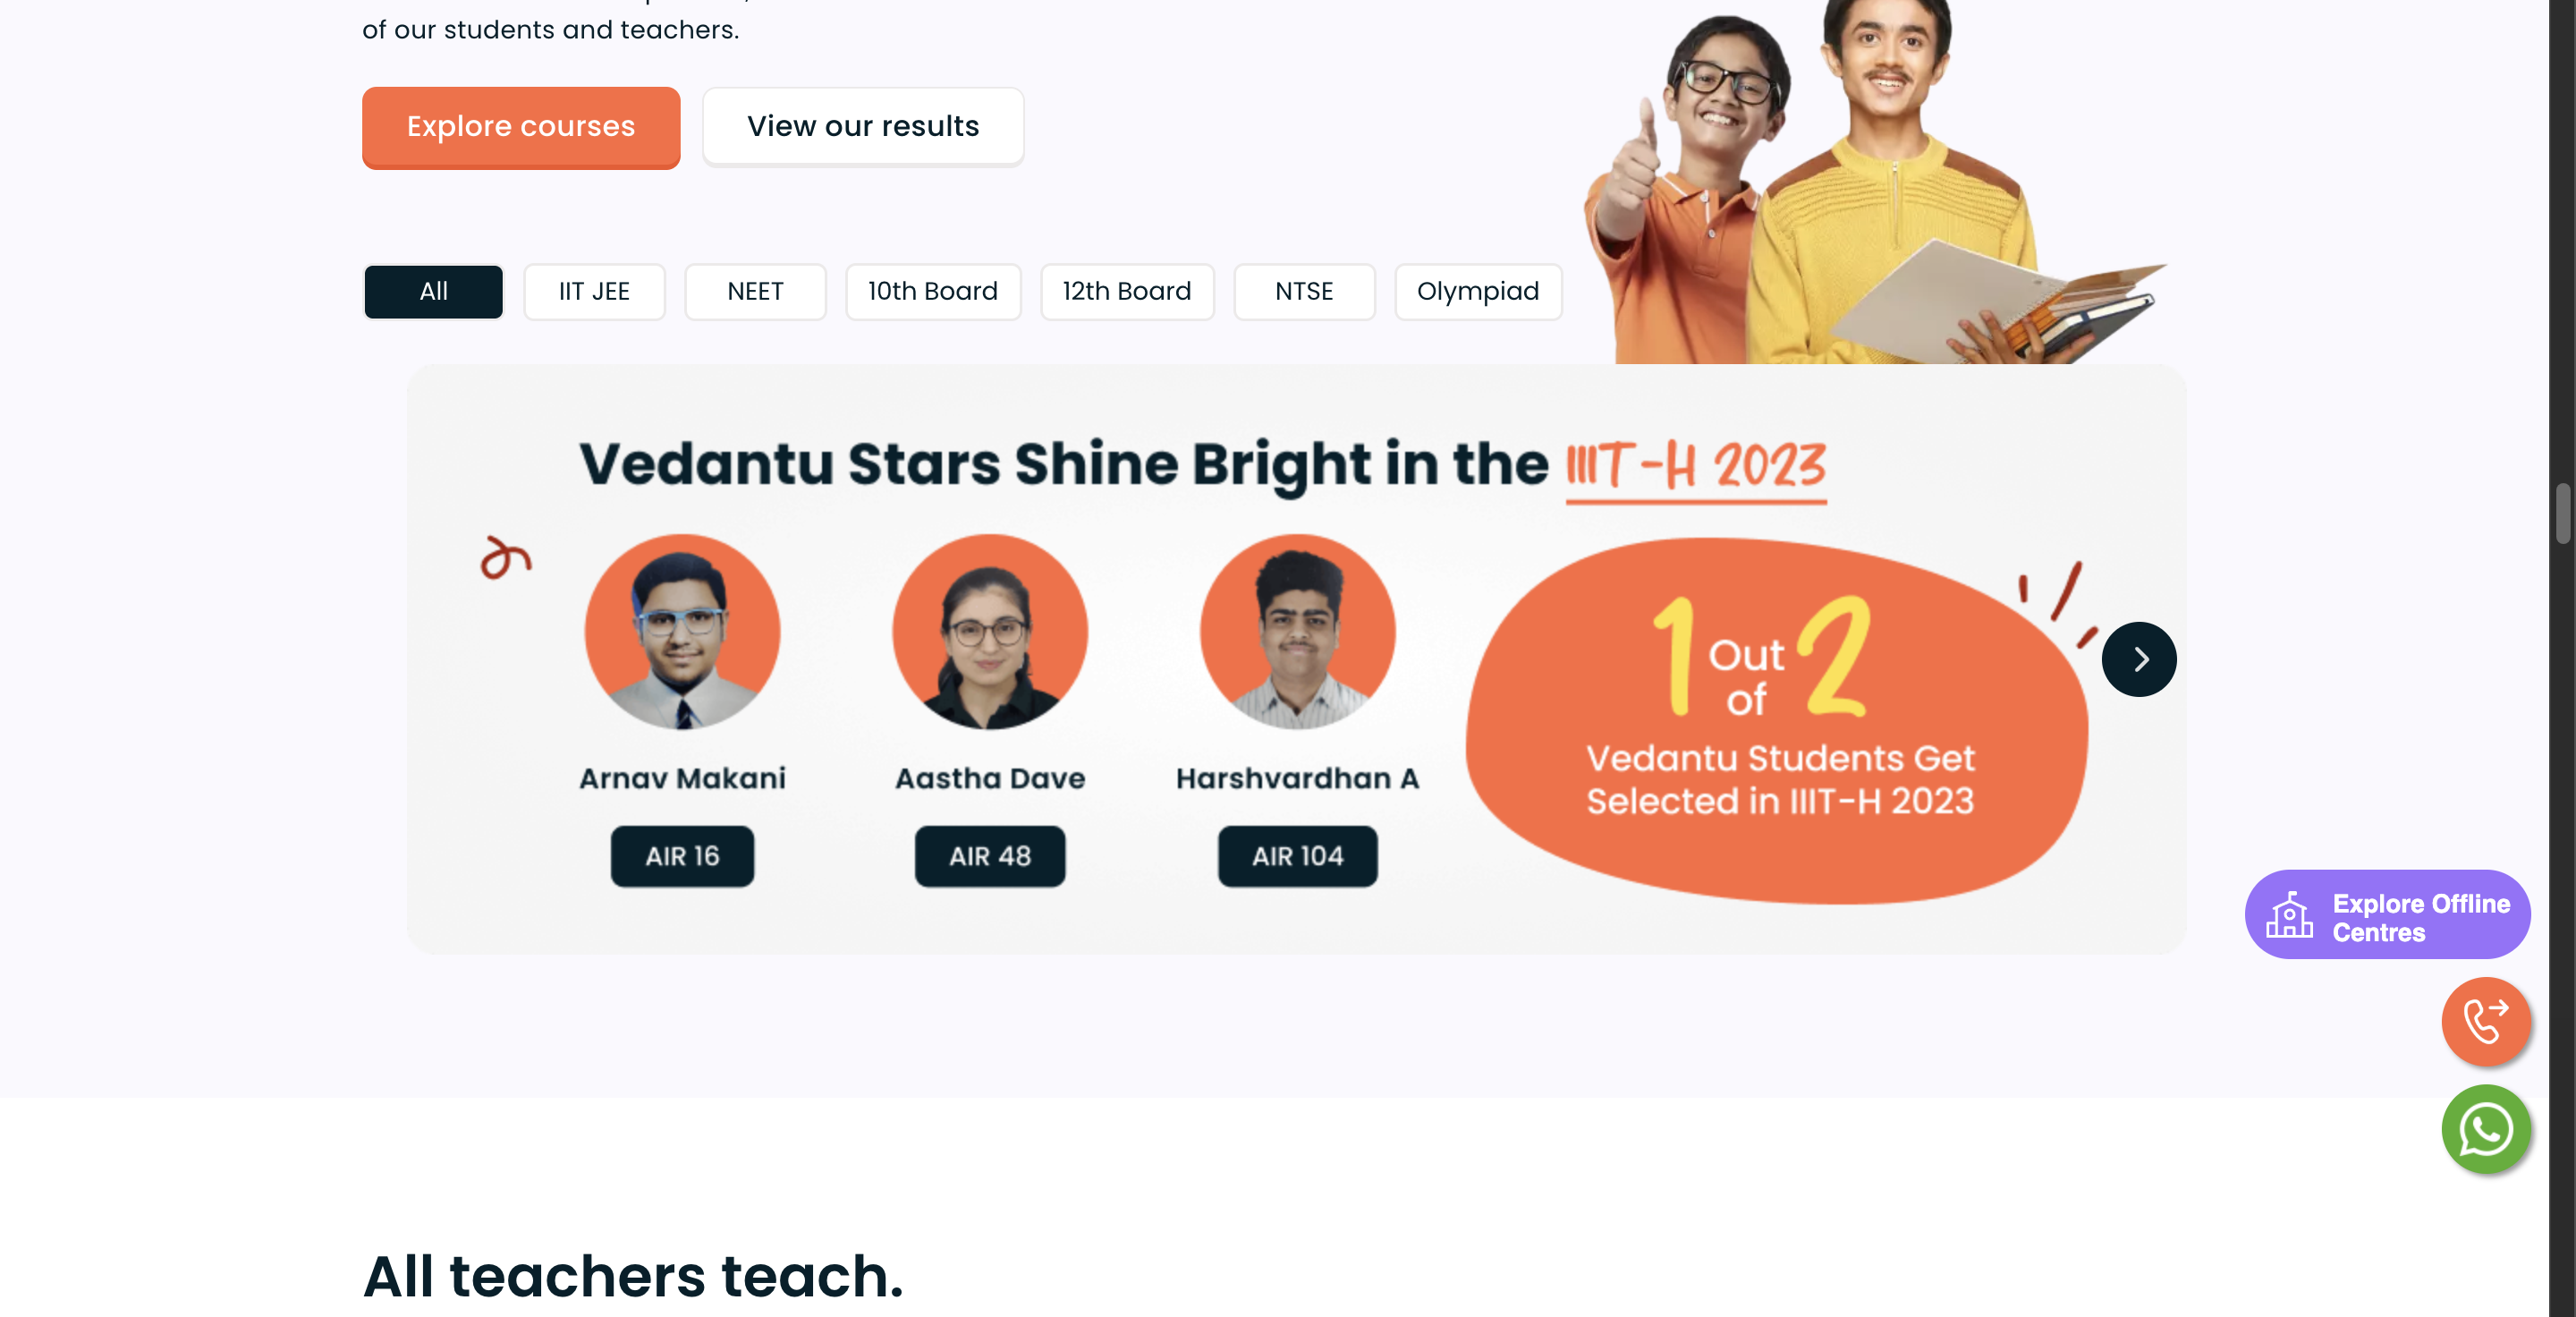 of our students and teachers.
Explore courses
View our results
All
IIT JEE
NEET
10th Board
12th Board
NTSE
Olympiad
Vedantu Stars Shine Bright in the IIIT-H 2023
Arnav Makani
AIR 16
Aastha Dave
AIR 48
Harshvardhan A
AIR 104
1 Out of 2
Vedantu Students Get
Selected in IIIT-H 2023
Explore Offline
Centres
All teachers teach.